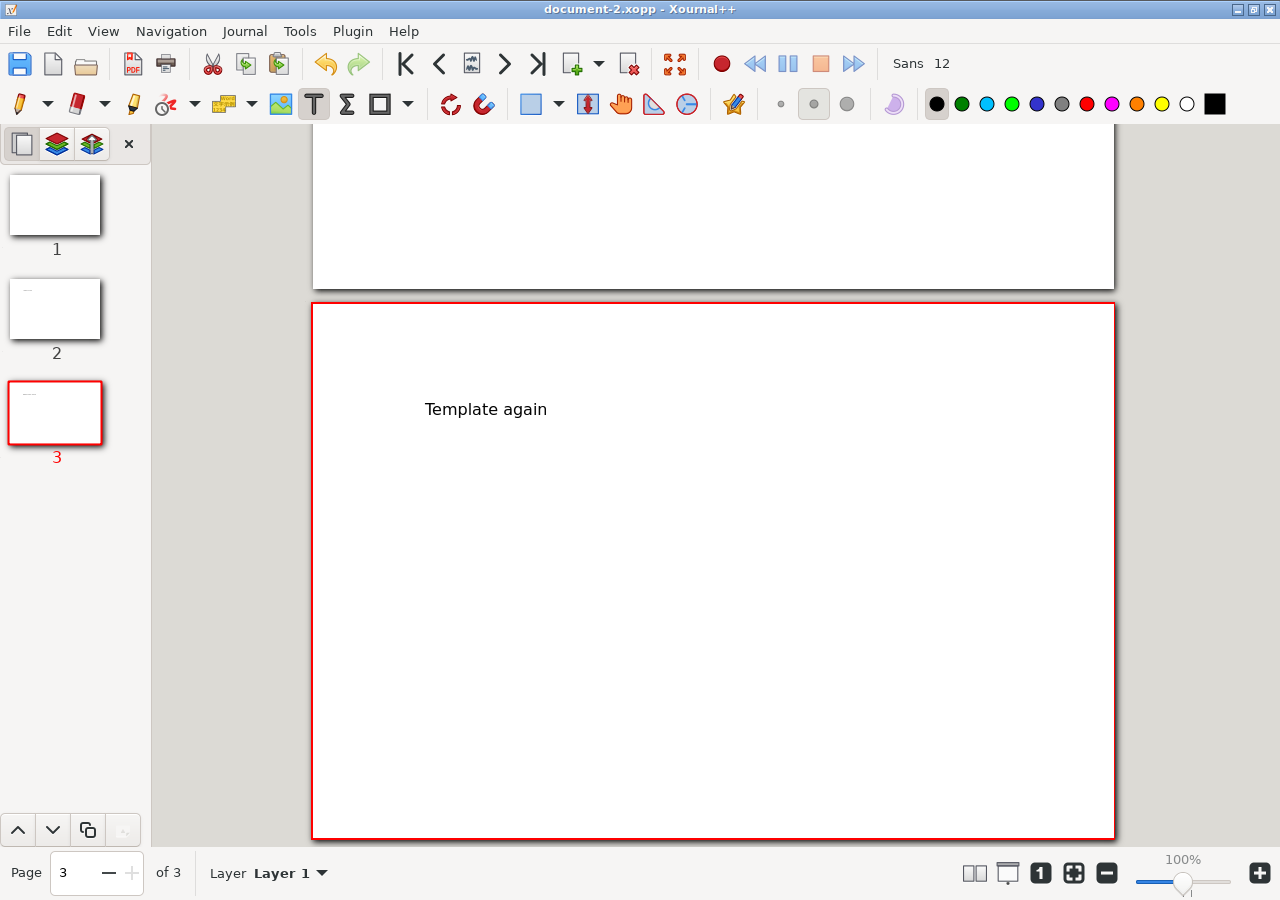 document-2.xopp - Xournal++
File Edit View Navigation Journal Tools Plugin Help
Sans 12
1
2
3
Template again
Page 3 of 3 Layer Layer 1
100%